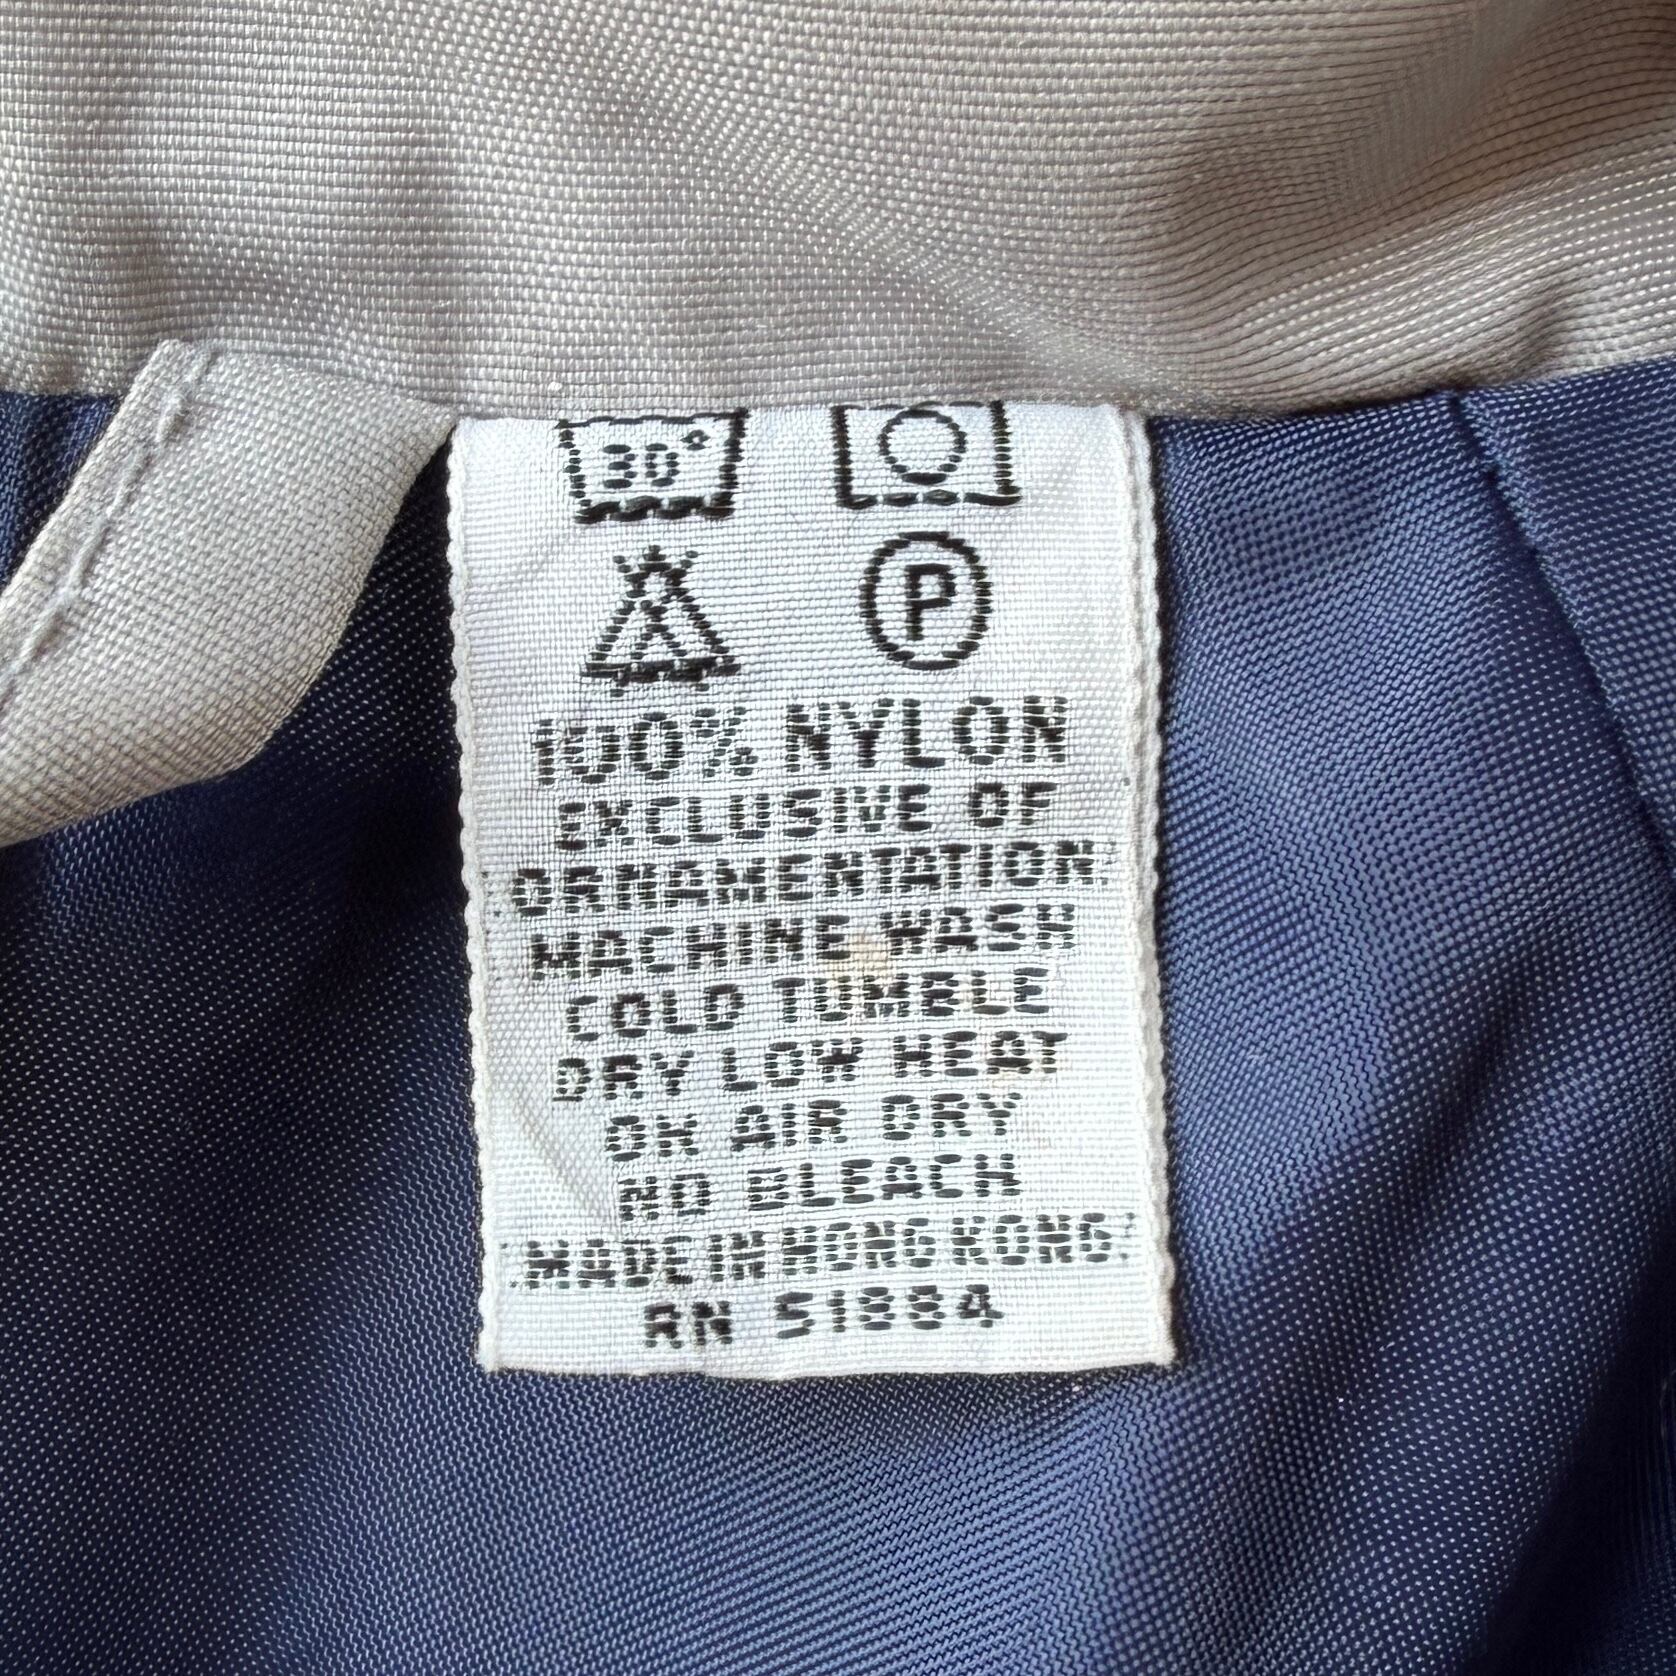 30°
P
100% NYLON
EXCLUSIVE OF
ORNAMENTATION
MACHINE WASH
COLD TUMBLE
DRY LOW HEAT
OK AIR DRY
NO BLEACH
MADE IN HONG KONG
RN 51884